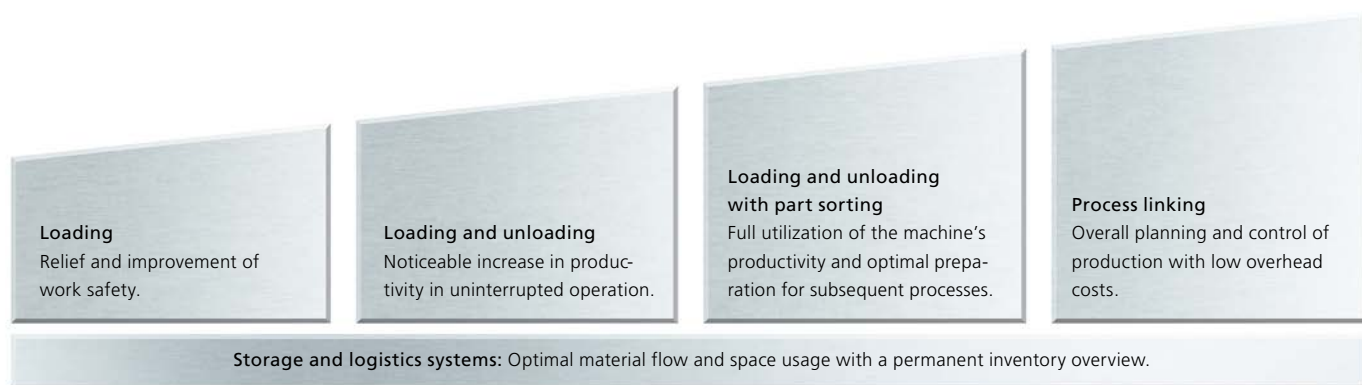 Loading
Relief and improvement of
work safety.
Loading and unloading
Noticeable increase in produc-
tivity in uninterrupted operation.
Loading and unloading
with part sorting
Full utilization of the machine's
productivity and optimal prepa-
ration for subsequent processes.
Process linking
Overall planning and control of
production with low overhead
costs.
Storage and logistics systems: Optimal material flow and space usage with a permanent inventory overview.